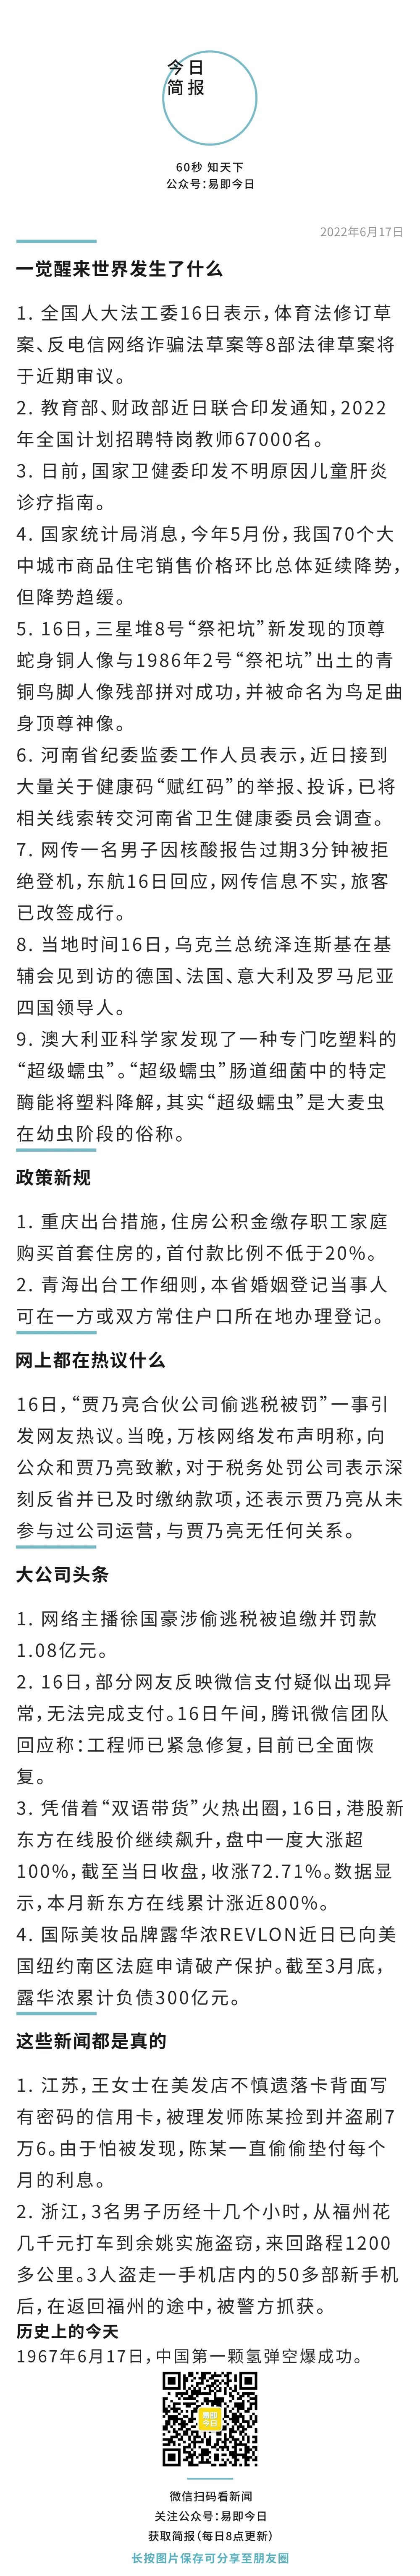 今日
简报
60秒 知天下
公众号：易即今日
2022年6月17日
一觉醒来世界发生了什么
1. 全国人大法工委16日表示，体育法修订草
案、反电信网络诈骗法草案等8部法律草案将
于近期审议。
2. 教育部、财政部近日联合印发通知，2022
年全国计划招聘特岗教师67000名。
3. 日前，国家卫健委印发不明原因儿童肝炎
诊疗指南。
4. 国家统计局消息，今年5月份，我国70个大
中城市商品住宅销售价格环比总体延续降势，
但降势趋缓。
5. 16日，三星堆8号“祭祀坑”新发现的顶尊
蛇身铜人像与1986年2号“祭祀坑”出土的青
铜鸟脚人像残部拼对成功，并被命名为鸟足曲
身顶尊神像。
6. 河南省纪委监委工作人员表示，近日接到
大量关于健康码“赋红码”的举报、投诉，已将
相关线索转交河南省卫生健康委员会调查。
7. 网传一名男子因核酸报告过期3分钟被拒
绝登机，东航16日回应，网传信息不实，旅客
已改签成行。
8. 当地时间16日，乌克兰总统泽连斯基在基
辅会见到访的德国、法国、意大利及罗马尼亚
四国领导人。
9. 澳大利亚科学家发现了一种专门吃塑料的
“超级蠕虫”。“超级蠕虫”肠道细菌中的特定
酶能将塑料降解，其实“超级蠕虫”是大麦虫
在幼虫阶段的俗称。
政策新规
1. 重庆出台措施，住房公积金缴存职工家庭
购买首套住房的，首付款比例不低于20%。
2. 青海出台工作细则，本省婚姻登记当事人
可在一方或双方常住户口所在地办理登记。
网上都在热议什么
16日，“贾乃亮合伙公司偷逃税被罚”一事引
发网友热议。当晚，万核网络发布声明称，向
公众和贾乃亮致歉，对于税务处罚公司表示深
刻反省并已及时缴纳款项，还表示贾乃亮从未
参与过公司运营，与贾乃亮无任何关系。
大公司头条
1. 网络主播徐国豪涉偷逃税被追缴并罚款
1.08亿元。
2. 16日，部分网友反映微信支付疑似出现异
常，无法完成支付。16日午间，腾讯微信团队
回应称：工程师已紧急修复，目前已全面恢
复。
3. 凭借着“双语带货”火热出圈，16日，港股新
东方在线股价继续飙升，盘中一度大涨超
100%，截至当日收盘，收涨72.71%。数据显
示，本月新东方在线累计涨近800%。
4. 国际美妆品牌露华浓REVLON近日已向美
国纽约南区法庭申请破产保护。截至3月底，
露华浓累计负债300亿元。
这些新闻都是真的
1. 江苏，王女士在美发店不慎遗落卡背面写
有密码的信用卡，被理发师陈某捡到并盗刷7
万6。由于怕被发现，陈某一直偷偷垫付每个
月的利息。
2. 浙江，3名男子历经十几个小时，从福州花
几千元打车到余姚实施盗窃，来回路程1200
多公里。3人盗走一手机店内的50多部新手机
后，在返回福州的途中，被警方抓获。
历史上的今天
1967年6月17日，中国第一颗氢弹空爆成功。
易即
今日
微信扫码看新闻
关注公众号：易即今日
获取简报（每日8点更新）
长按图片保存可分享至朋友圈